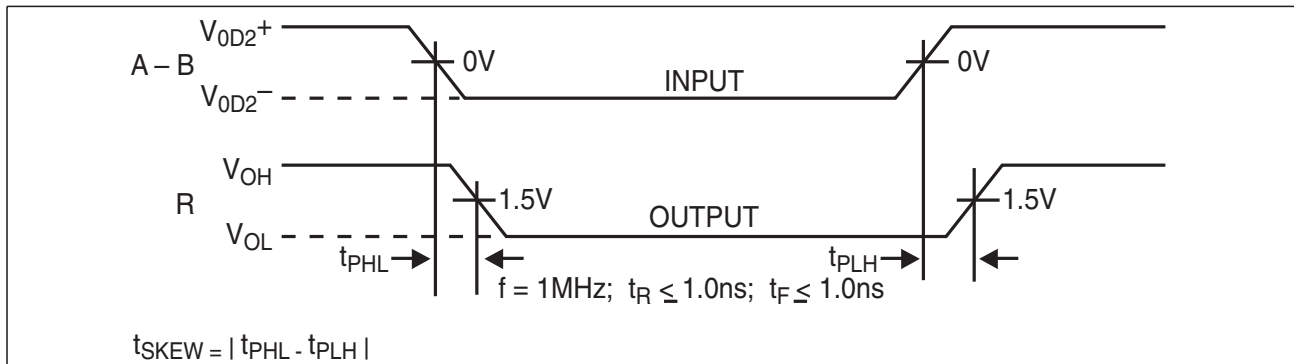 V0D2+
A – B
0V
0V
INPUT
V0D2–
VOH
R
1.5V
1.5V
OUTPUT
VOL
tPHL
tPLH
f = 1MHz; tR ≤ 1.0ns; tF ≤ 1.0ns
tSKEW = | tPHL - tPLH |